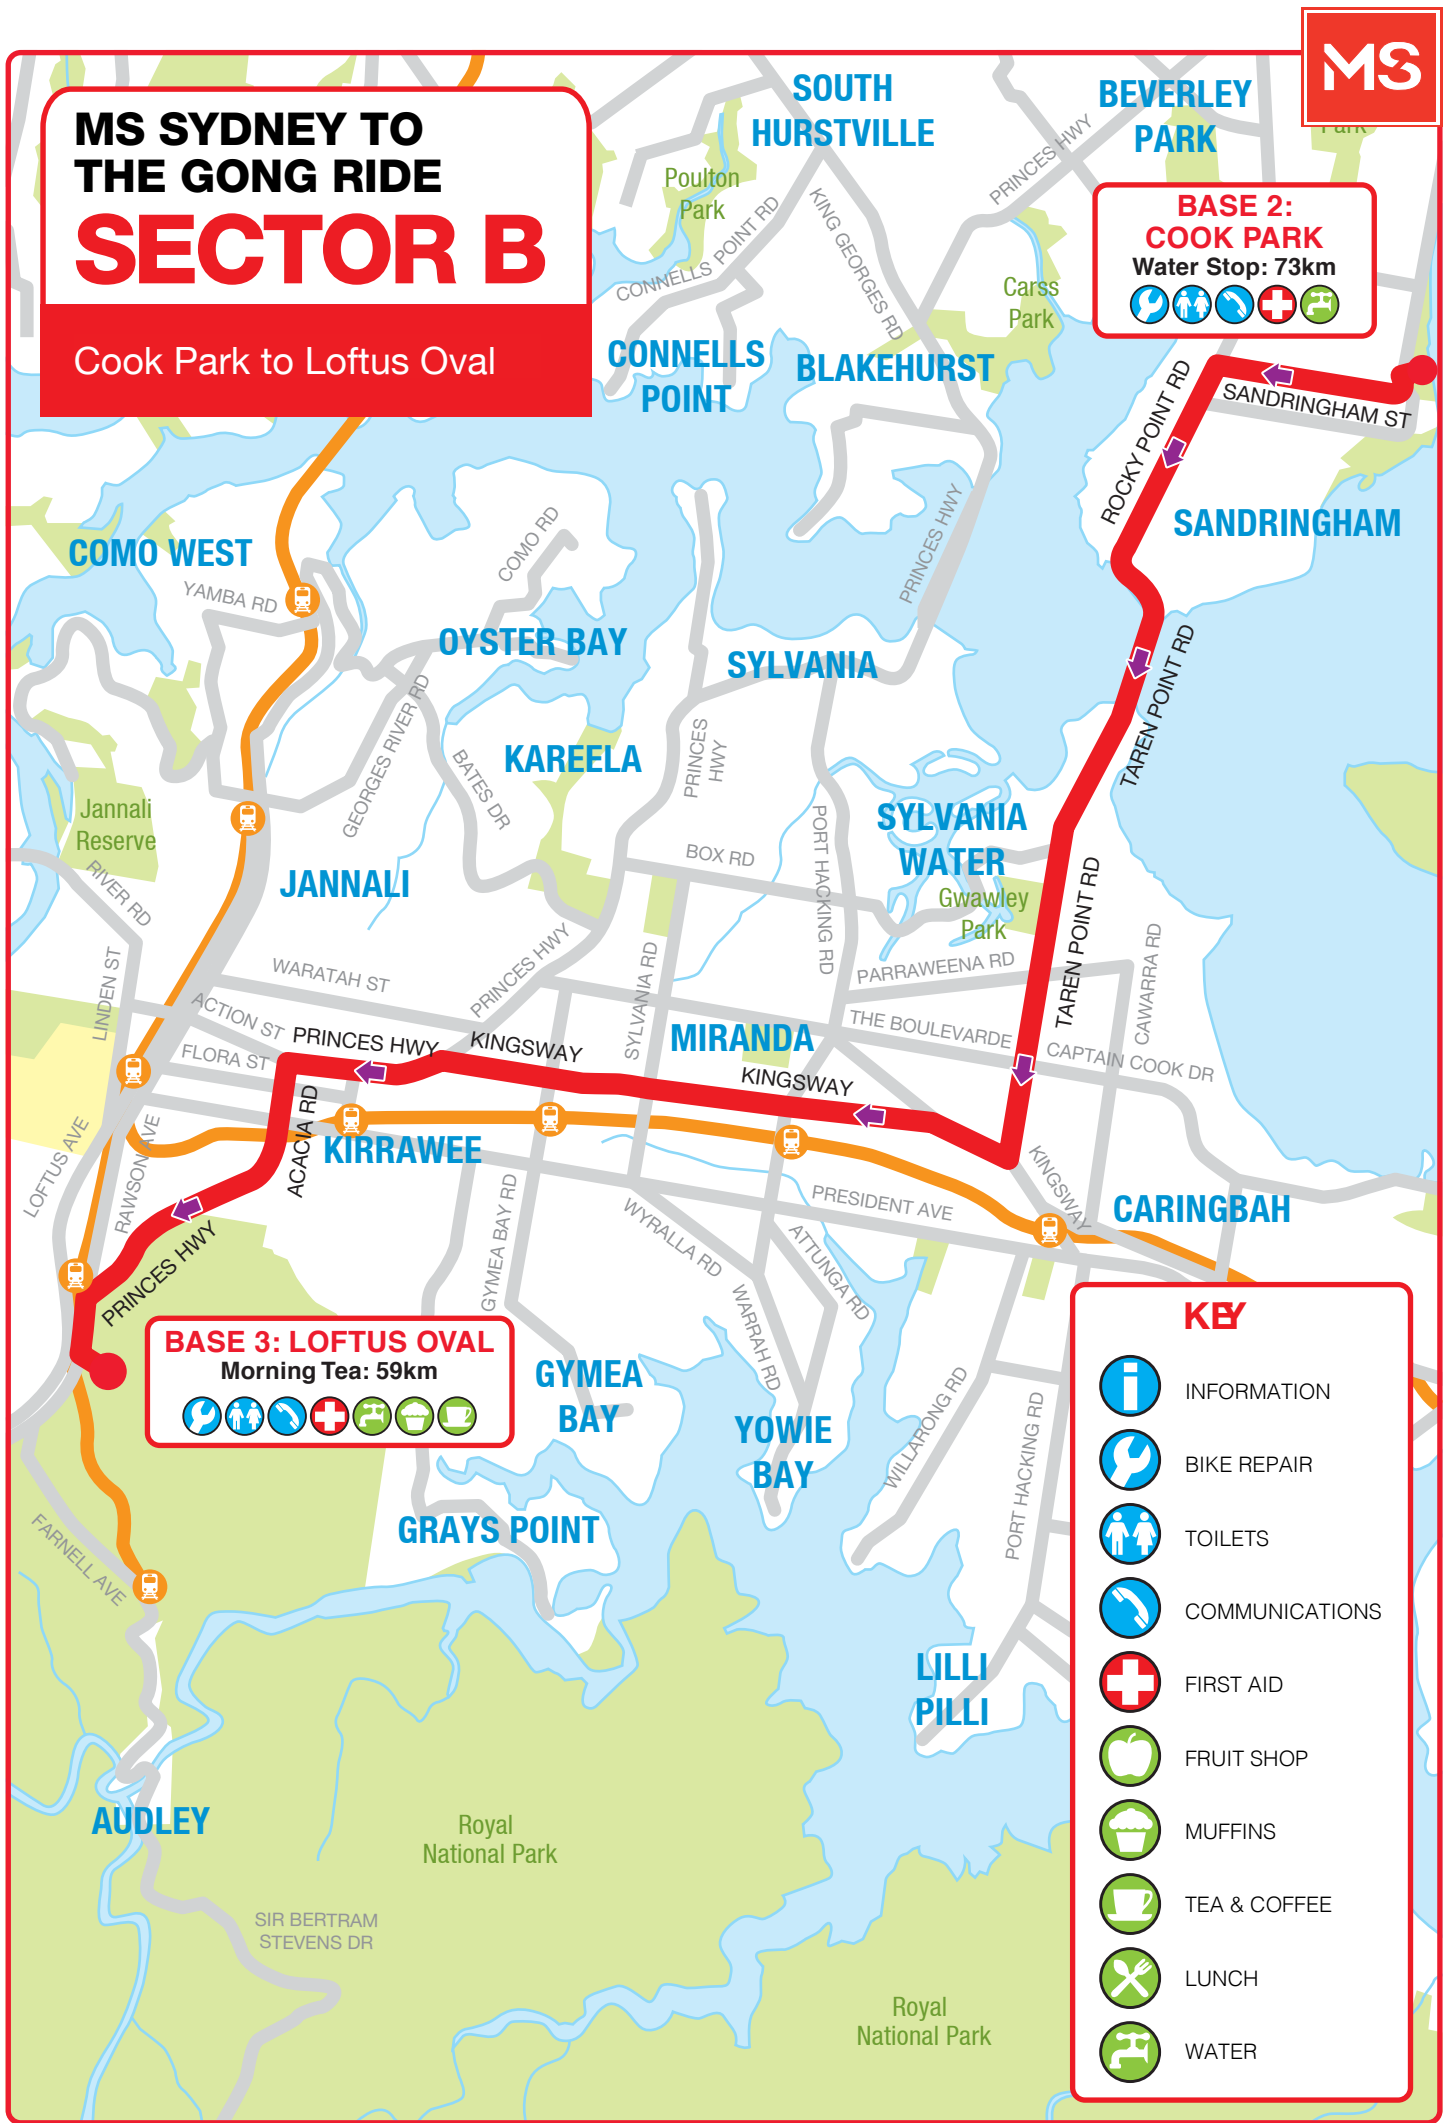 MS
MS SYDNEY TO
THE GONG RIDE
SECTOR B
Cook Park to Loftus Oval
SOUTH
HURSTVILLE
BEVERLEY
PARK
Park
PRINCES HWY
Poulton
Park
CONNELLS POINT RD
KING GEORGES RD
BASE 2:
COOK PARK
Water Stop: 73km
Carss
Park
CONNELLS
POINT
BLAKEHURST
ROCKY POINT RD
SANDRINGHAM ST
SANDRINGHAM
COMO WEST
YAMBA RD
COMO RD
PRINCES HWY
OYSTER BAY
SYLVANIA
TAREN POINT RD
GEORGES RIVER RD
KAREELA
BATES DR
PRINCES
HWY
Jannali
Reserve
SYLVANIA
WATER
PORT HACKING RD
BOX RD
JANNALI
RIVER RD
Gwawley
Park
TAREN POINT RD
LINDEN ST
WARATAH ST
PRINCES HWY
SYLVANIA RD
PARRAWEENA RD
CAWARRA RD
ACTION ST
PRINCES HWY
KINGSWAY
MIRANDA
THE BOULEVARDE
CAPTAIN COOK DR
FLORA ST
KINGSWAY
LOFTUS AVE
RAWSON AVE
ACACIA RD
KIRRAWEE
KINGSWAY
PRESIDENT AVE
CARINGBAH
GYMEA BAY RD
WYRALLA RD
ATTUNGA RD
WARRAH RD
PRINCES HWY
BASE 3: LOFTUS OVAL
Morning Tea: 59km
GYMEA
BAY
YOWIE
BAY
WILLARONG RD
PORT HACKING RD
GRAYS POINT
FARNELL AVE
LILLI
PILLI
AUDLEY
Royal
National Park
SIR BERTRAM
STEVENS DR
Royal
National Park
KEY
INFORMATION
BIKE REPAIR
TOILETS
COMMUNICATIONS
FIRST AID
FRUIT SHOP
MUFFINS
TEA & COFFEE
LUNCH
WATER